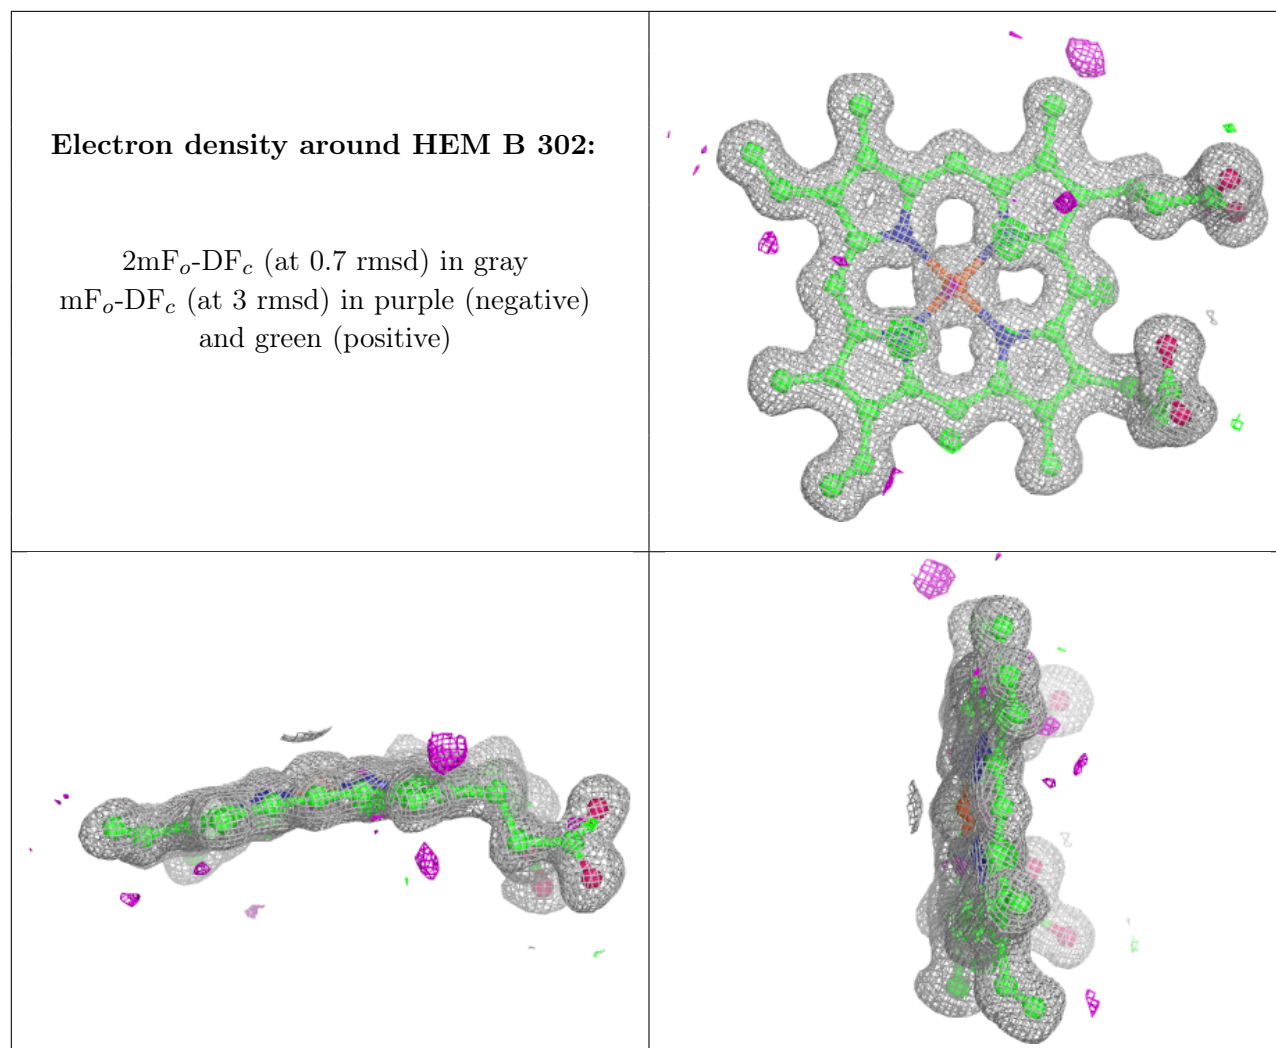 Electron density around HEM B 302:
2mFₒ-DF𝒸 (at 0.7 rmsd) in gray
mFₒ-DF𝒸 (at 3 rmsd) in purple (negative)
and green (positive)